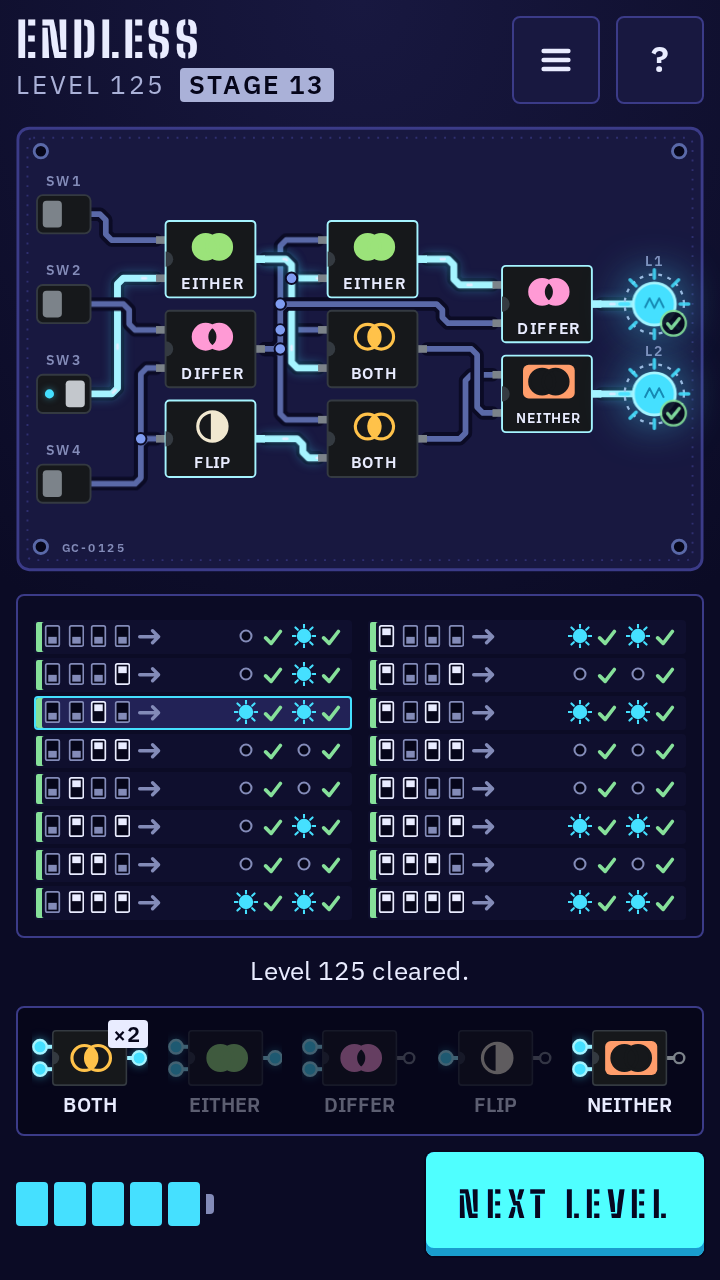 ENDLESS
LEVEL 125 STAGE 13
?
SW1
SW2
SW3
SW4
EITHER
DIFFER
FLIP
EITHER
BOTH
BOTH
DIFFER
NEITHER
L1
L2
GC-0125
Level 125 cleared.
×2
BOTH EITHER DIFFER FLIP NEITHER
NEXT LEVEL